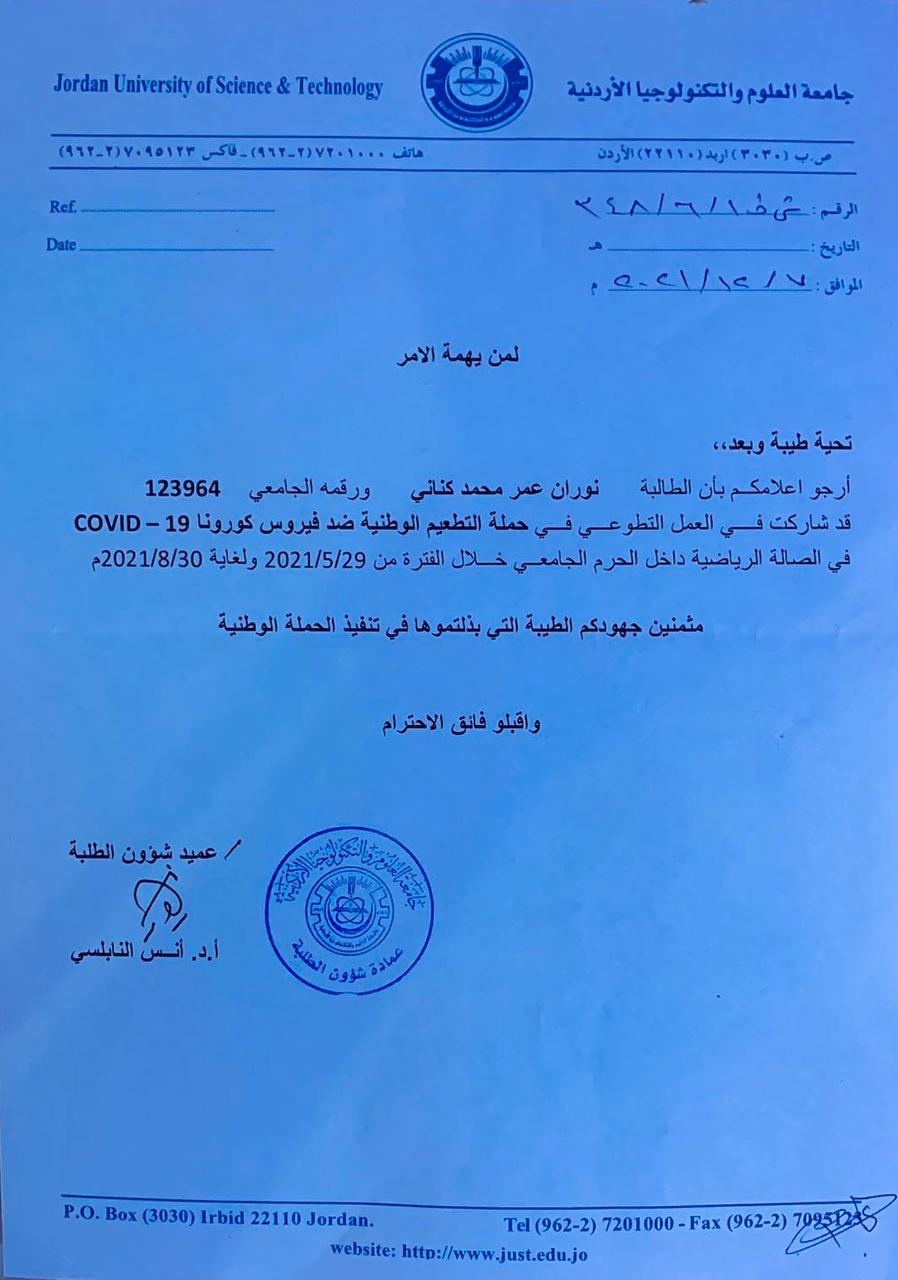 Jordan University of Science & Technology
جامعة العلوم والتكنولوجيا الأردنية
ص.ب (٣٠٣٠) اربد (٢٢١١٠) الأردن
هاتف ٧٢٠١٠٠٠ (٢-٩٦٢) - فاكس ٧٠٩٥١٢٣ (٢-٩٦٢)
Ref.
Date
الرقم : ش ط/١/٦/٣٤٨
التاريخ : هـ
الموافق : ٢٠٢١/١٢/٧ م
لمن يهمة الامر
تحية طيبة وبعد،،
أرجو اعلامكم بأن الطالبة نوران عمر محمد كناني ورقمه الجامعي 123964
قد شاركت في العمل التطوعي في حملة التطعيم الوطنية ضد فيروس كورونا COVID – 19
في الصالة الرياضية داخل الحرم الجامعي خلال الفترة من 2021/5/29 ولغاية 2021/8/30م
مثمنين جهودكم الطيبة التي بذلتموها في تنفيذ الحملة الوطنية
واقبلو فائق الاحترام
/ عميد شؤون الطلبة
أ.د. أنس النابلسي
جامعة العلوم والتكنولوجيا الأردنية
عمادة شؤون الطلبة
P.O. Box (3030) Irbid 22110 Jordan.
Tel (962-2) 7201000 - Fax (962-2) 7095123
website: http://www.just.edu.jo